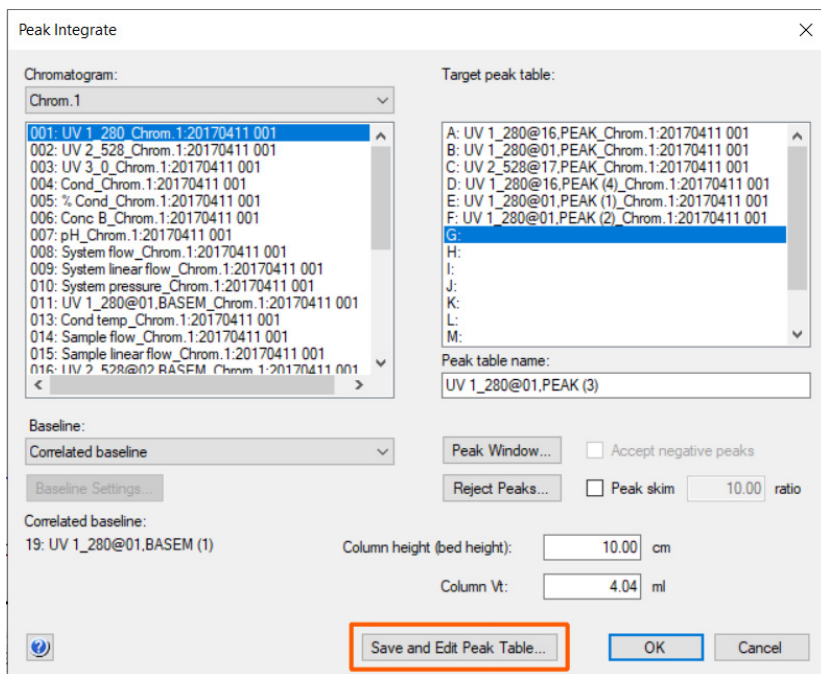 Peak Integrate
Chromatogram:
Chrom.1
001: UV 1_280_Chrom.1:20170411 001
002: UV 2_528_Chrom.1:20170411 001
003: UV 3_0_Chrom.1:20170411 001
004: Cond_Chrom.1:20170411 001
005: % Cond_Chrom.1:20170411 001
006: Conc B_Chrom.1:20170411 001
007: pH_Chrom.1:20170411 001
008: System flow_Chrom.1:20170411 001
009: System linear flow_Chrom.1:20170411 001
010: System pressure_Chrom.1:20170411 001
011: UV 1_280@01,BASEM_Chrom.1:20170411 001
013: Cond temp_Chrom.1:20170411 001
014: Sample flow_Chrom.1:20170411 001
015: Sample linear flow_Chrom.1:20170411 001
016: UV 2_528@02,BASEM_Chrom.1:20170411 001
Target peak table:
A: UV 1_280@16,PEAK_Chrom.1:20170411 001
B: UV 1_280@01,PEAK_Chrom.1:20170411 001
C: UV 2_528@17,PEAK_Chrom.1:20170411 001
D: UV 1_280@16,PEAK (4)_Chrom.1:20170411 001
E: UV 1_280@01,PEAK (1)_Chrom.1:20170411 001
F: UV 1_280@01,PEAK (2)_Chrom.1:20170411 001
G:
H:
I:
J:
K:
L:
M:
Peak table name:
UV 1_280@01,PEAK (3)
Baseline:
Correlated baseline
Baseline Settings...
Correlated baseline:
19: UV 1_280@01,BASEM (1)
Peak Window...
Accept negative peaks
Reject Peaks...
Peak skim 10.00 ratio
Column height (bed height): 10.00 cm
Column Vt: 4.04 ml
Save and Edit Peak Table...
OK
Cancel